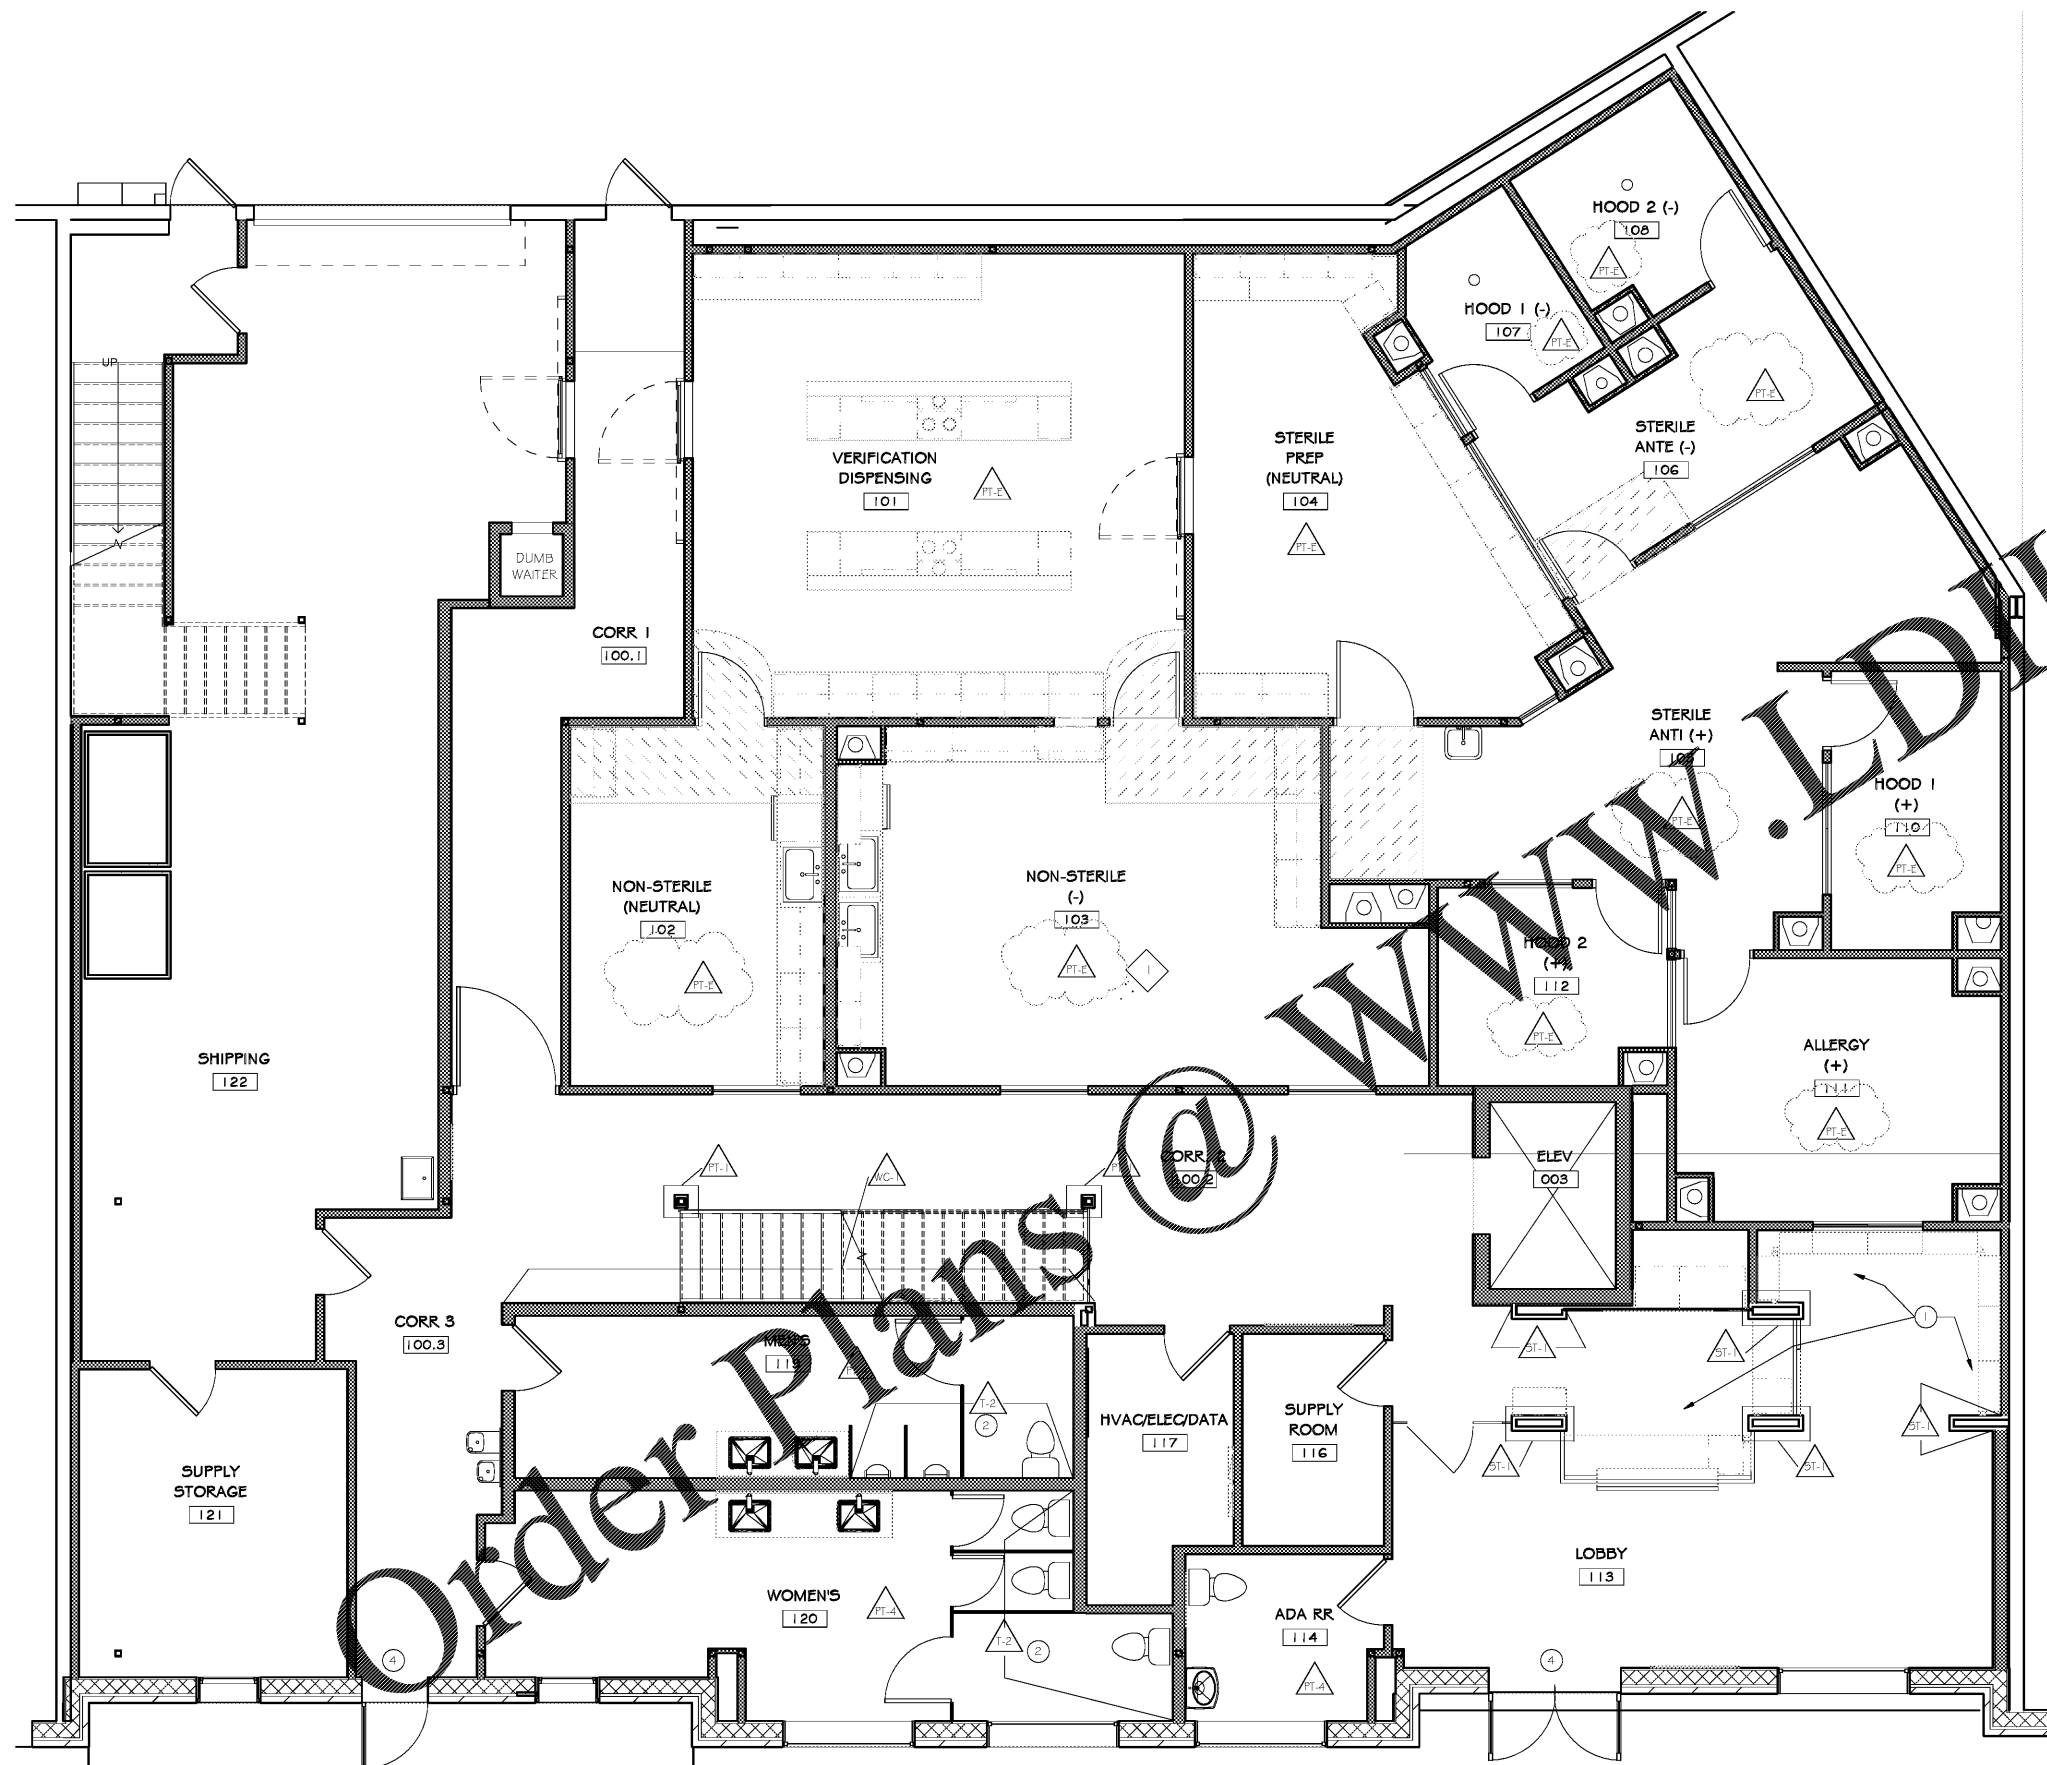 HOOD 2 (-)
108
PT-E
HOOD 1 (-)
107
PT-E
UP
PT-E
STERILE
ANTE (-)
106
STERILE
PREP
(NEUTRAL)
104
PT-E
VERIFICATION
DISPENSING
101
PT-E
DUMB
WAITER
CORR 1
100.1
STERILE
ANTI (+)
105
PT-E
HOOD 1
(+)
110
PT-E
NON-STERILE
(NEUTRAL)
102
PT-E
NON-STERILE
(-)
103
PT-E
1
HOOD 2
(+)
112
PT-E
ALLERGY
(+)
111
PT-E
SHIPPING
122
PT-1
WC-1
CORR 2
100.2
ELEV
003
CORR 3
100.3
MEN'S
119
T-2
2
HVAC/ELEC/DATA
117
SUPPLY
ROOM
116
ST-1
ST-1
1
ST-1
ST-1
ST-1
SUPPLY
STORAGE
121
WOMEN'S
120
PT-4
T-2
2
ADA RR
114
PT-4
LOBBY
113
4
4
Order Plans @ WWW.LD